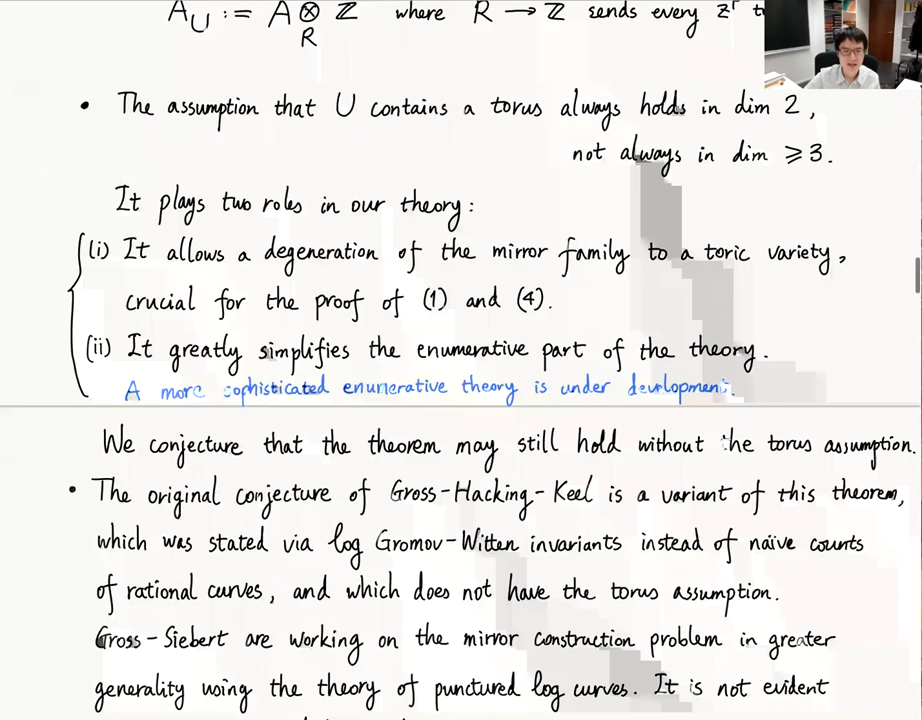 A_U := A ⊗_R ℤ where R → ℤ sends every z^γ
• The assumption that U contains a torus always holds in dim 2,
not always in dim ≥ 3.
It plays two roles in our theory:
(i) It allows a degeneration of the mirror family to a toric variety,
crucial for the proof of (1) and (4).
(ii) It greatly simplifies the enumerative part of the theory.
A more sophisticated enumerative theory is under development.
We conjecture that the theorem may still hold without the torus assumption.
• The original conjecture of Gross-Hacking-Keel is a variant of this theorem,
which was stated via log Gromov-Witten invariants instead of naïve counts
of rational curves, and which does not have the torus assumption.
Gross-Siebert are working on the mirror construction problem in greater
generality using the theory of punctured log curves. It is not evident